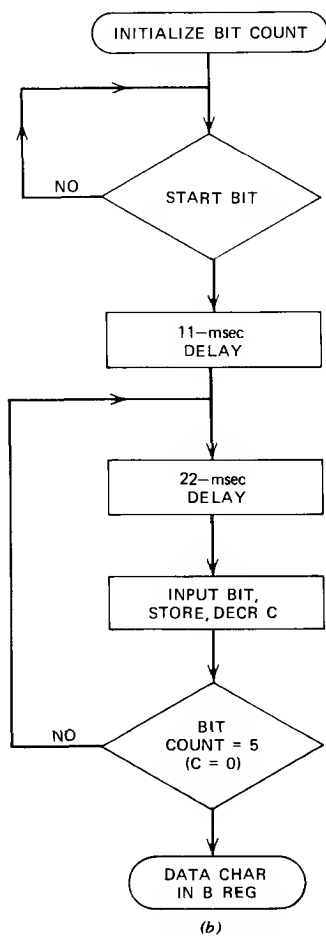 INITIALIZE BIT COUNT
NO
START BIT
11-msec
DELAY
22-msec
DELAY
INPUT BIT,
STORE, DECR C
NO
BIT
COUNT = 5
(C = 0)
DATA CHAR
IN B REG
(b)